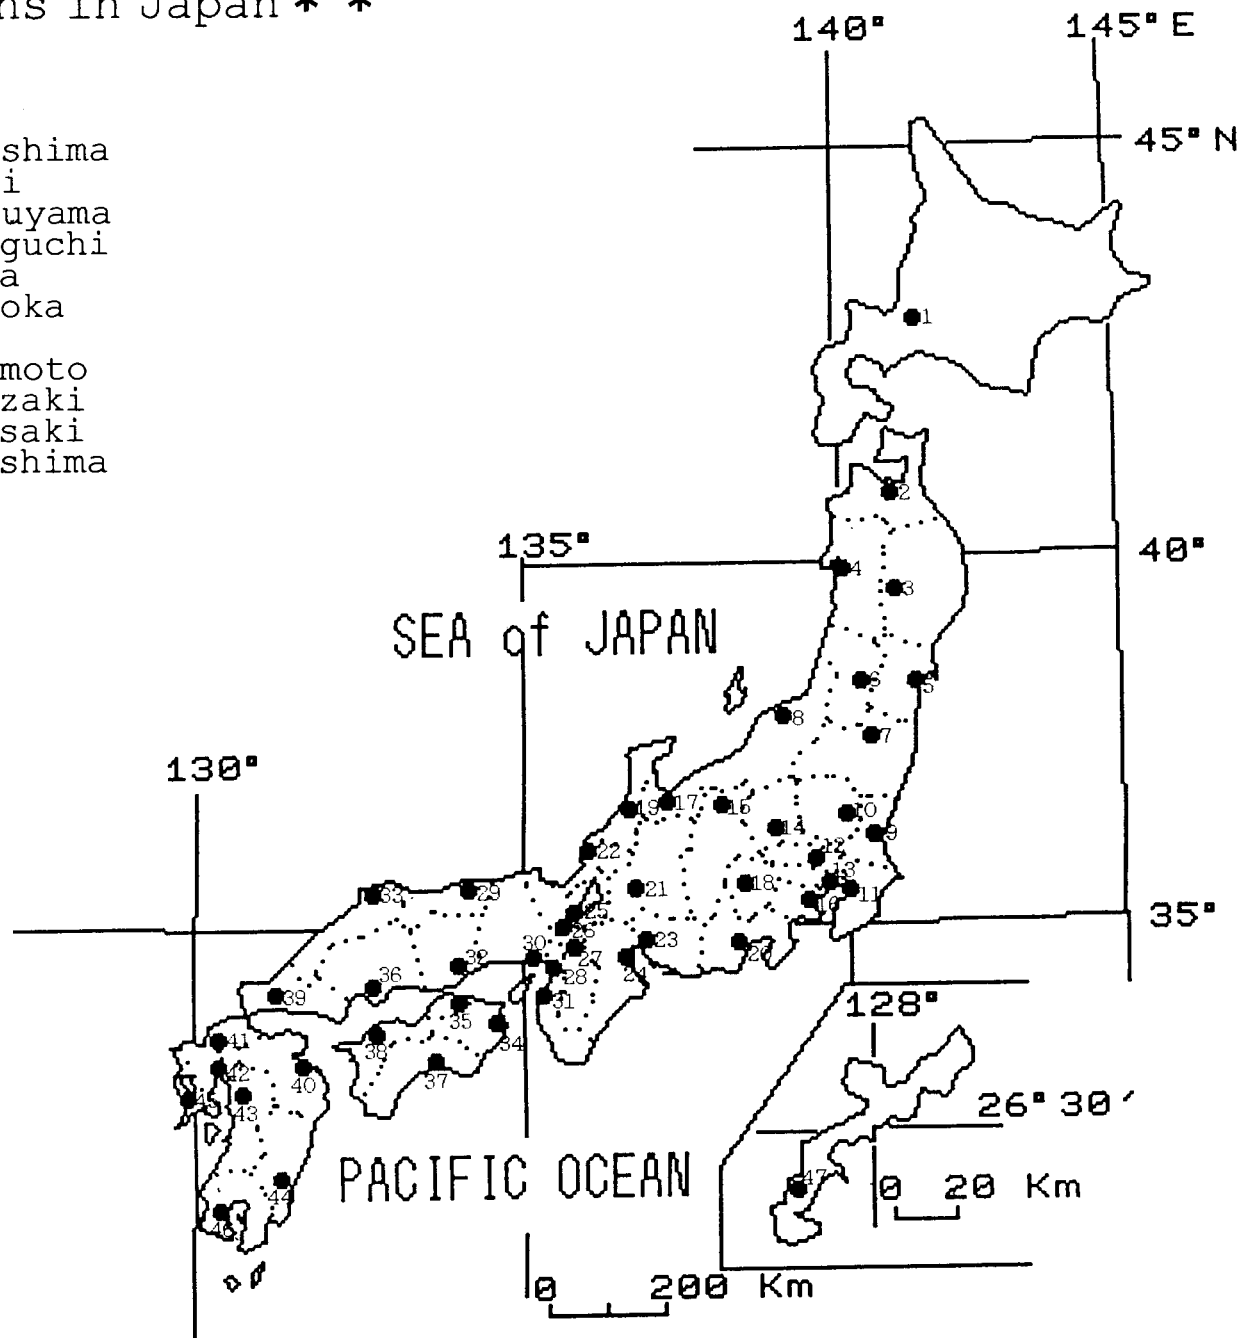 ns in Japan * *
140° 145° E
shima
45° N
i
uyama
guchi
a
oka
1
moto
zaki
saki
shima
2
135° 40°
4
3
SEA of JAPAN
6 5
8
7
130°
19 17 15 10
14 9
22 12
13
33 29 21 18 11
25 16 35°
26 23
30 27 20
32 24
36 28
39 31 128°
35
41 38 34
42 40 37
45 43 26° 30′
PACIFIC OCEAN 47
44 0 20 Km
46
0 200 Km